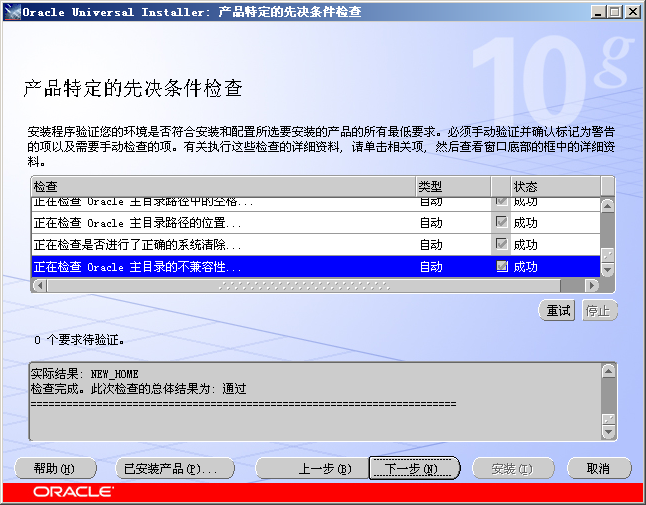 Oracle Universal Installer: 产品特定的先决条件检查
10g
产品特定的先决条件检查
安装程序验证您的环境是否符合安装和配置所选要安装的产品的所有最低要求。必须手动验证并确认标记为警告
的项以及需要手动检查的项。有关执行这些检查的详细资料, 请单击相关项, 然后查看窗口底部的框中的详细资
料。
检查 类型 状态
正在检查 Oracle 主目录路径中的空格... 自动 成功
正在检查 Oracle 主目录路径的位置... 自动 成功
正在检查是否进行了正确的系统清除... 自动 成功
正在检查 Oracle 主目录的不兼容性... 自动 成功
重试 停止
0 个要求待验证。
实际结果: NEW_HOME
检查完成。此次检查的总体结果为: 通过
=======================================================================
帮助(H) 已安装产品(P)... 上一步(B) 下一步(N) 安装(I) 取消
ORACLE